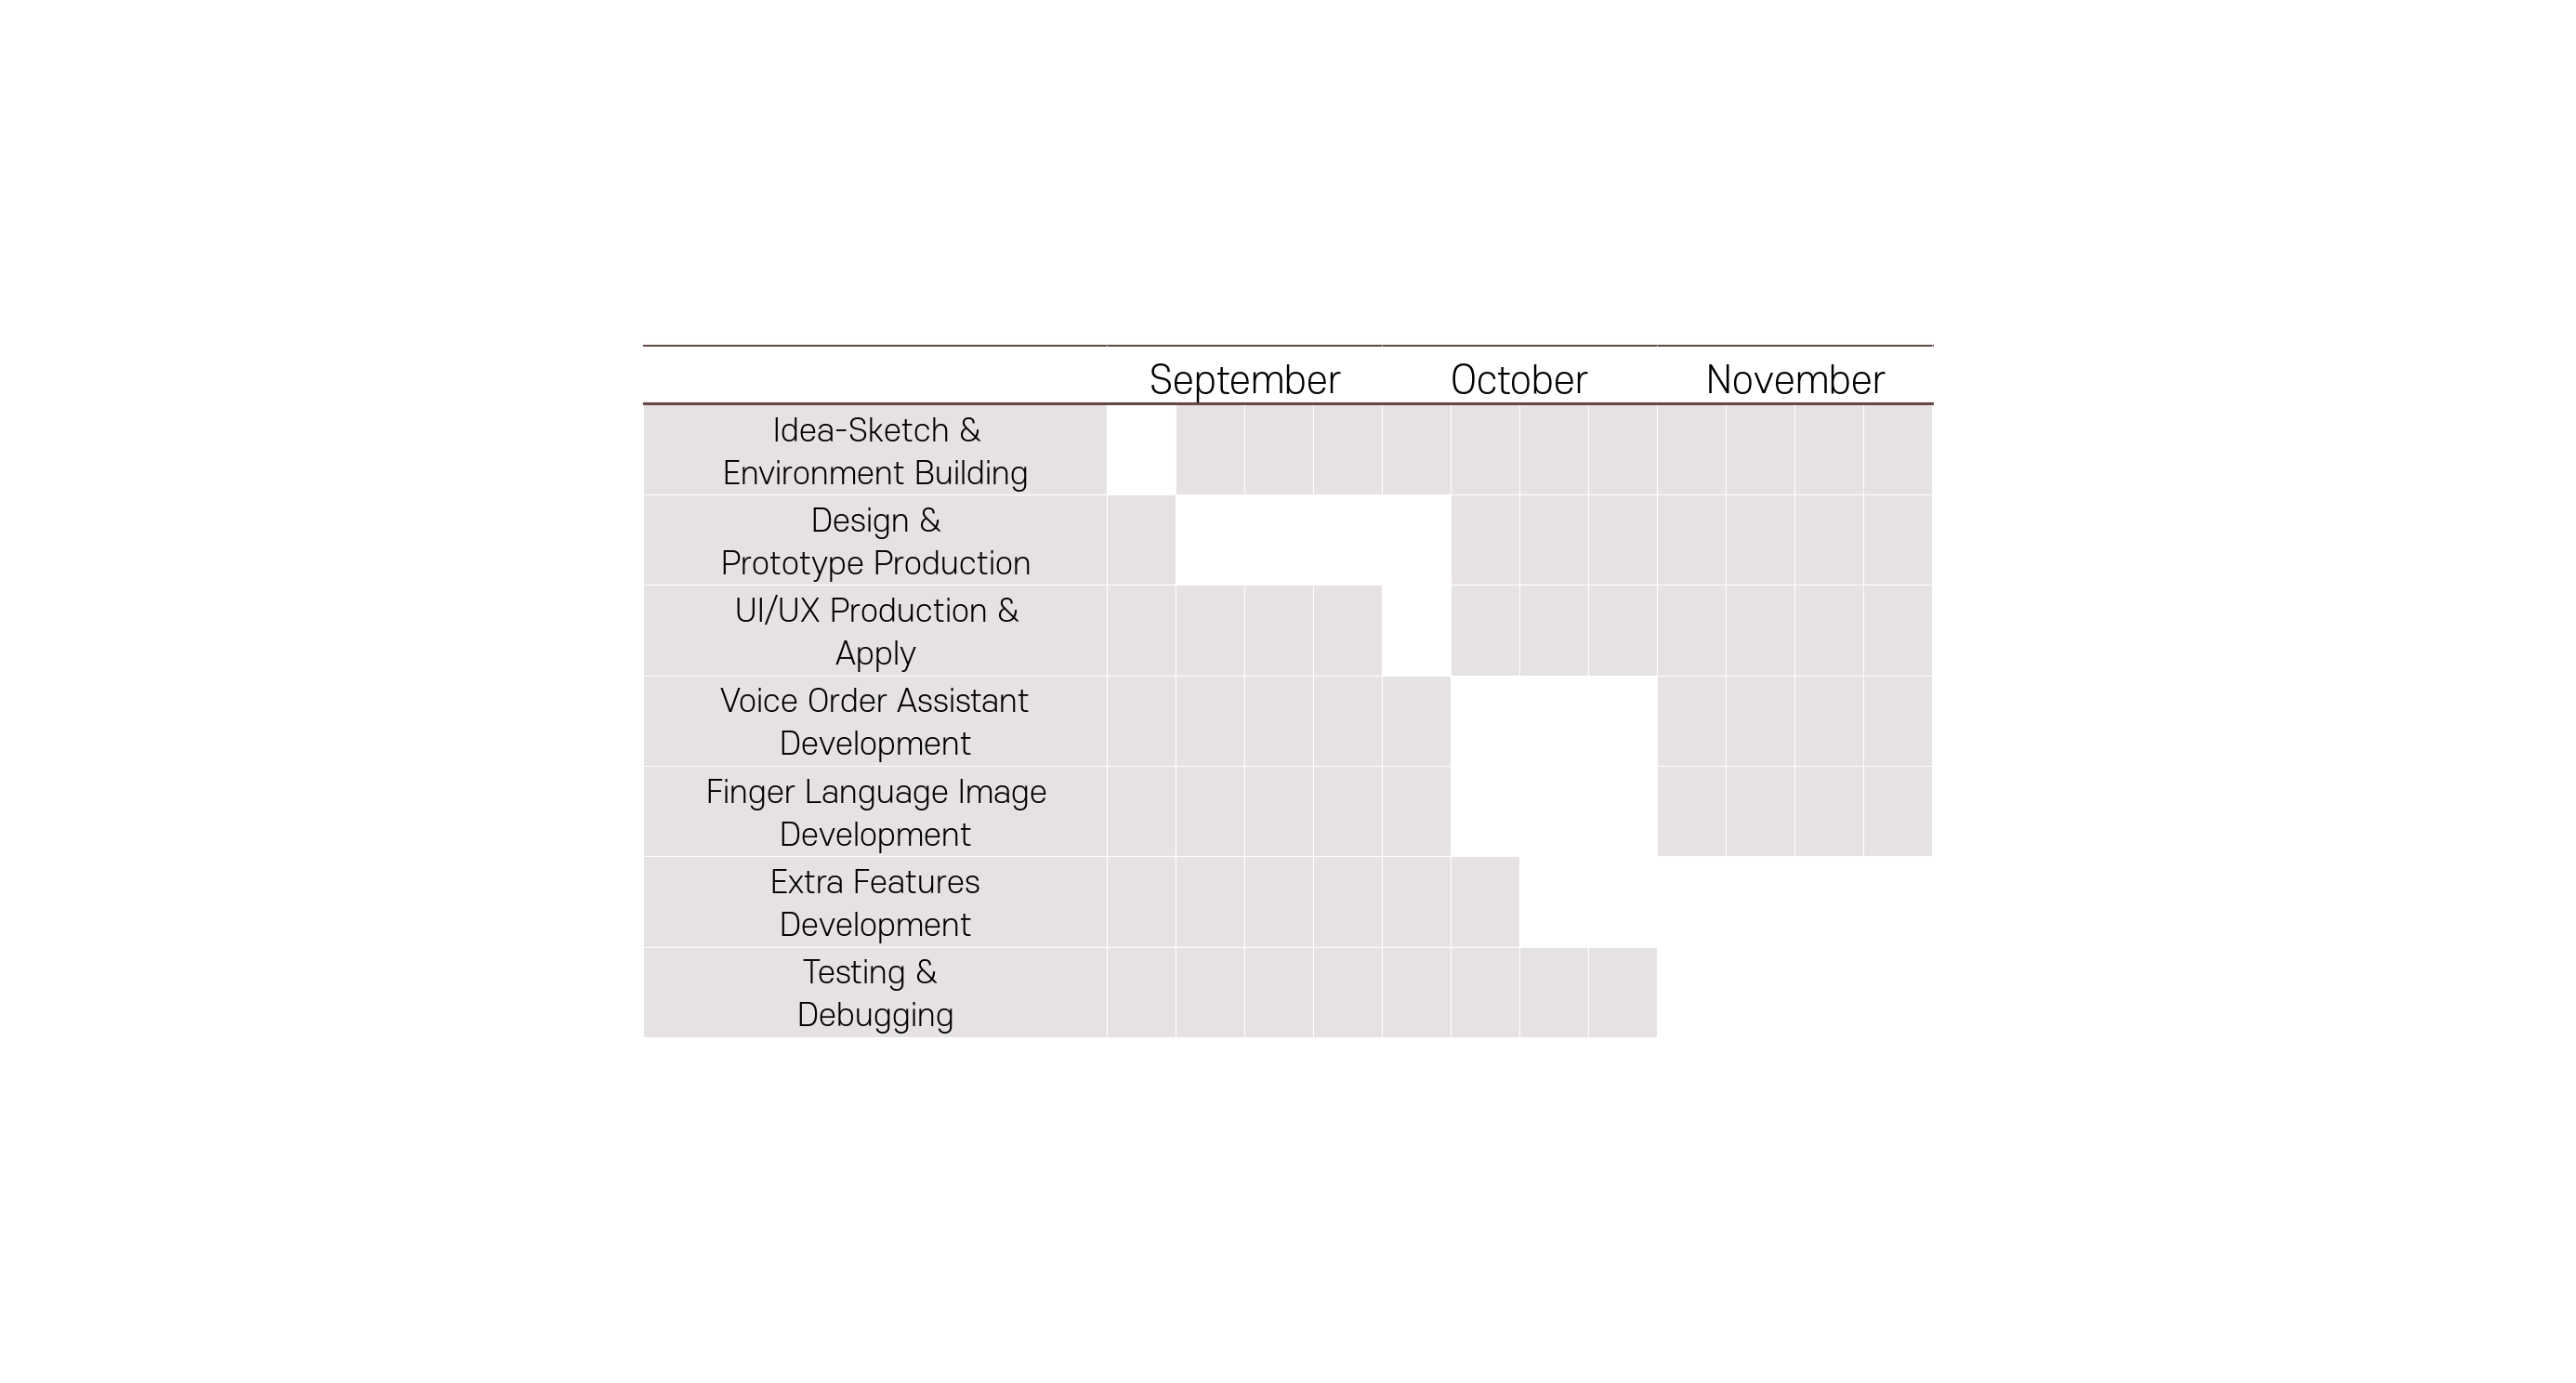 September October November
Idea-Sketch &
Environment Building
Design &
Prototype Production
UI/UX Production &
Apply
Voice Order Assistant
Development
Finger Language Image
Development
Extra Features
Development
Testing &
Debugging